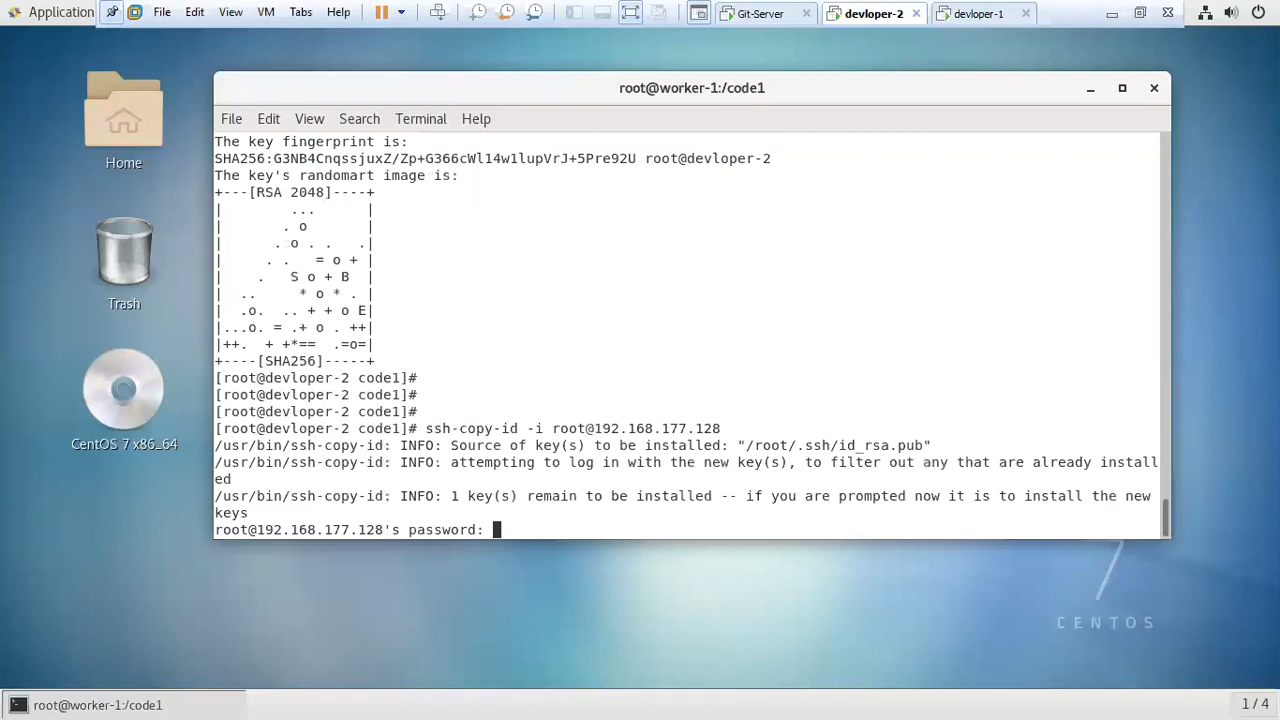 Application File Edit View VM Tabs Help Git-Server devloper-2 devloper-1
root@worker-1:/code1
File Edit View Search Terminal Help
The key fingerprint is:
SHA256:G3NB4CnqssjuxZ/Zp+G366cWl14w1lupVrJ+5Pre92U root@devloper-2
The key's randomart image is:
+---[RSA 2048]----+
|        ...      |
|       . o       |
|      .o . .   .|
|     . .   = o + |
|    .   S o + B  |
|  ..     * o * . |
|  .o.  .. + + o E|
|...o. = .+ o . ++|
|++.  + +*==  .=o=|
+----[SHA256]-----+
[root@devloper-2 code1]#
[root@devloper-2 code1]#
[root@devloper-2 code1]#
[root@devloper-2 code1]# ssh-copy-id -i root@192.168.177.128
/usr/bin/ssh-copy-id: INFO: Source of key(s) to be installed: "/root/.ssh/id_rsa.pub"
/usr/bin/ssh-copy-id: INFO: attempting to log in with the new key(s), to filter out any that are already install
ed
/usr/bin/ssh-copy-id: INFO: 1 key(s) remain to be installed -- if you are prompted now it is to install the new
keys
root@192.168.177.128's password:
Home
Trash
CentOS 7 x86_64
7
CENTOS
root@worker-1:/code1
1 / 4